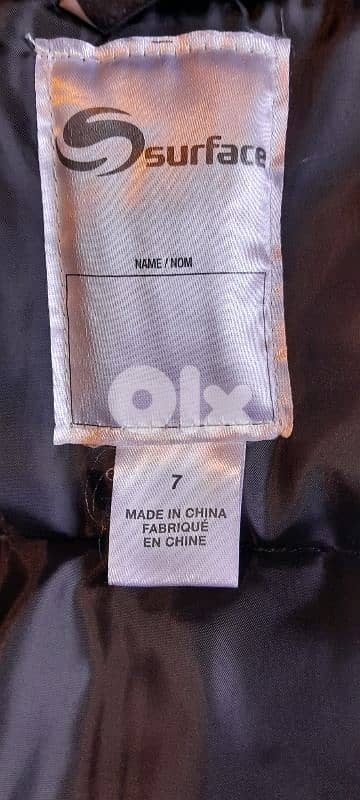 surface
NAME / NOM
OLX
7
MADE IN CHINA
FABRIQUÉ
EN CHINE